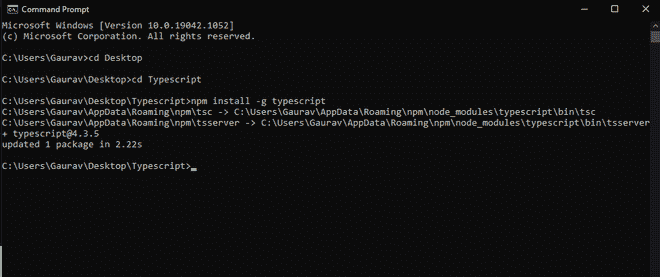 Command Prompt
Microsoft Windows [Version 10.0.19042.1052]
(c) Microsoft Corporation. All rights reserved.
C:\Users\Gaurav>cd Desktop
C:\Users\Gaurav\Desktop>cd Typescript
C:\Users\Gaurav\Desktop\Typescript>npm install -g typescript
C:\Users\Gaurav\AppData\Roaming\npm\tsc -> C:\Users\Gaurav\AppData\Roaming\npm\node_modules\typescript\bin\tsc
C:\Users\Gaurav\AppData\Roaming\npm\tsserver -> C:\Users\Gaurav\AppData\Roaming\npm\node_modules\typescript\bin\tsserver
+ typescript@4.3.5
updated 1 package in 2.22s
C:\Users\Gaurav\Desktop\Typescript>